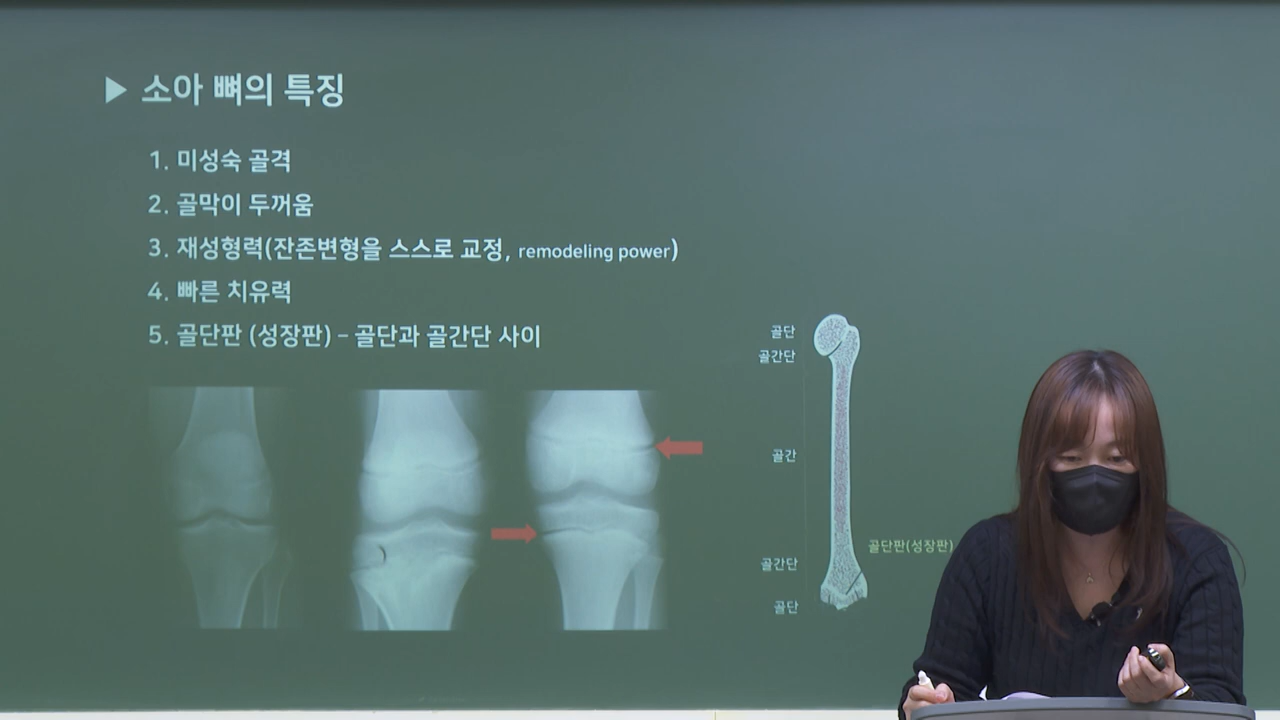 ▶ 소아 뼈의 특징
1. 미성숙 골격
2. 골막이 두꺼움
3. 재성형력(잔존변형을 스스로 교정, remodeling power)
4. 빠른 치유력
5. 골단판 (성장판) – 골단과 골간단 사이
골단
골간단
골간
골단판(성장판)
골간단
골단